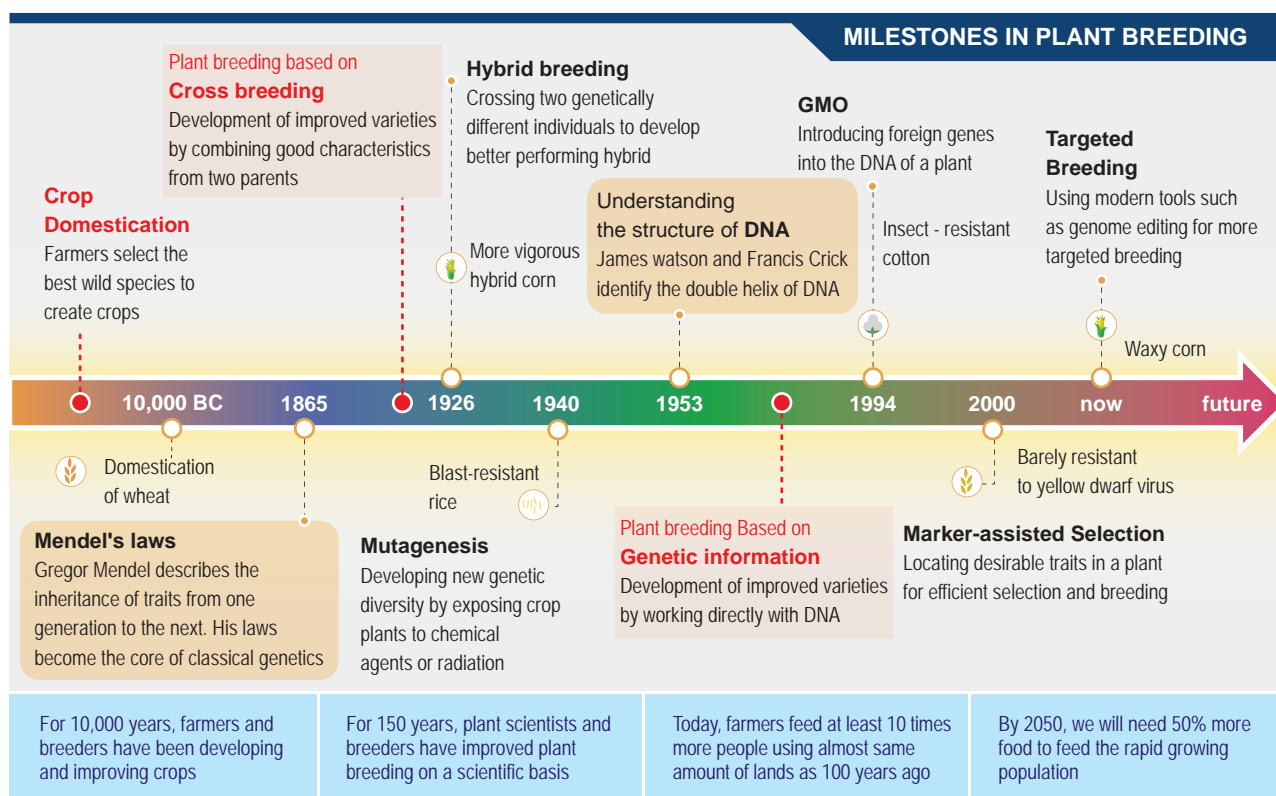 MILESTONES IN PLANT BREEDING
Plant breeding based on
Cross breeding
Development of improved varieties
by combining good characteristics
from two parents
Hybrid breeding
Crossing two genetically
different individuals to develop
better performing hybrid
GMO
Introducing foreign genes
into the DNA of a plant
Targeted
Breeding
Using modern tools such
as genome editing for more
targeted breeding
Crop
Domestication
Farmers select the
best wild species to
create crops
More vigorous
hybrid corn
Understanding
the structure of DNA
James watson and Francis Crick
identify the double helix of DNA
Insect - resistant
cotton
Waxy corn
10,000 BC
1865
1926
1940
1953
1994
2000
now
future
Domestication
of wheat
Blast-resistant
rice
Barely resistant
to yellow dwarf virus
Mendel's laws
Gregor Mendel describes the
inheritance of traits from one
generation to the next. His laws
become the core of classical genetics
Mutagenesis
Developing new genetic
diversity by exposing crop
plants to chemical
agents or radiation
Plant breeding Based on
Genetic information
Development of improved varieties
by working directly with DNA
Marker-assisted Selection
Locating desirable traits in a plant
for efficient selection and breeding
For 10,000 years, farmers and
breeders have been developing
and improving crops
For 150 years, plant scientists and
breeders have improved plant
breeding on a scientific basis
Today, farmers feed at least 10 times
more people using almost same
amount of lands as 100 years ago
By 2050, we will need 50% more
food to feed the rapid growing
population